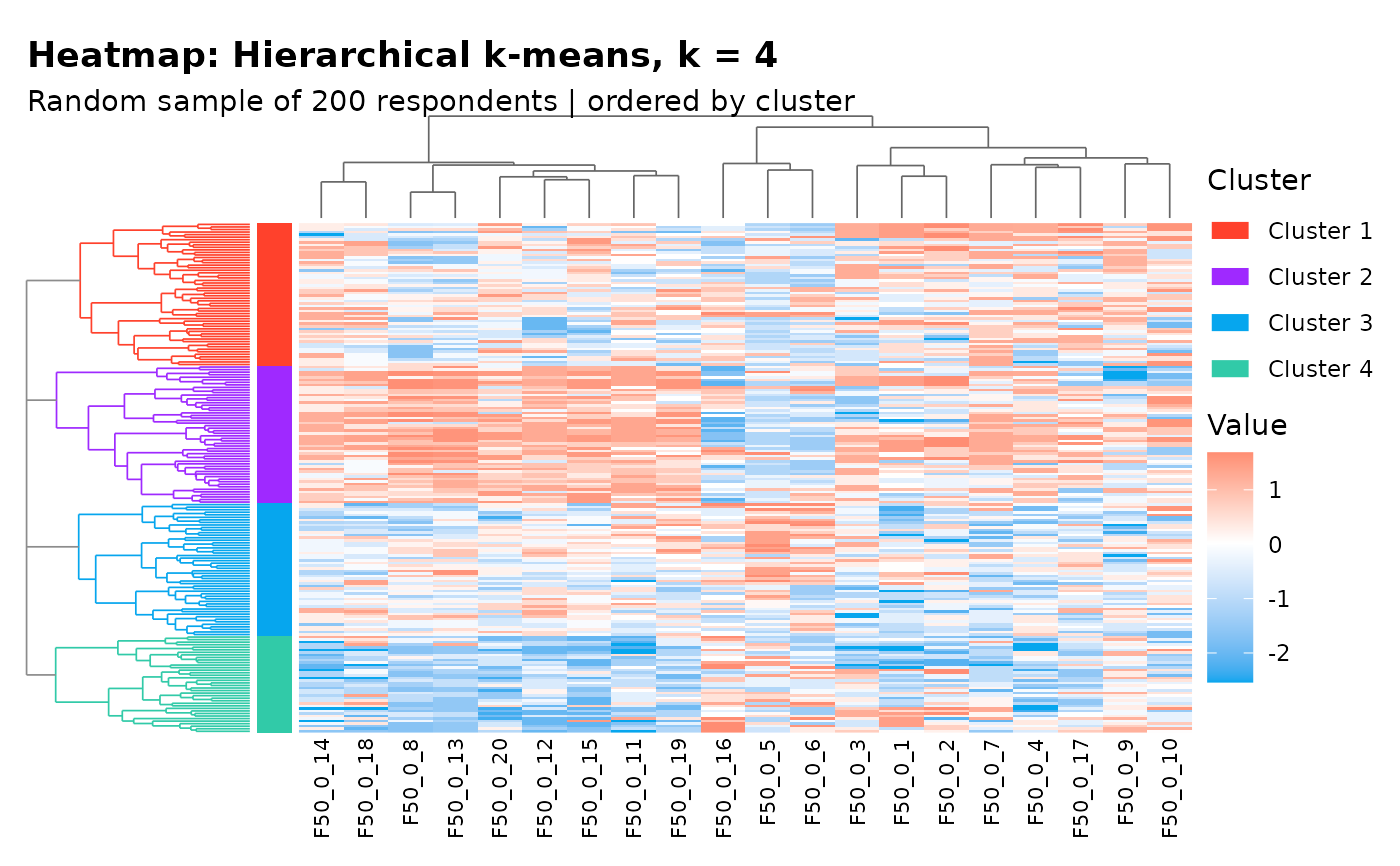 Heatmap: Hierarchical k-means, k = 4
Random sample of 200 respondents | ordered by cluster
Cluster
Cluster 1
Cluster 2
Cluster 3
Cluster 4
Value
1
0
-1
-2
F50_0_14
F50_0_18
F50_0_8
F50_0_13
F50_0_20
F50_0_12
F50_0_15
F50_0_11
F50_0_19
F50_0_16
F50_0_5
F50_0_6
F50_0_3
F50_0_1
F50_0_2
F50_0_7
F50_0_4
F50_0_17
F50_0_9
F50_0_10